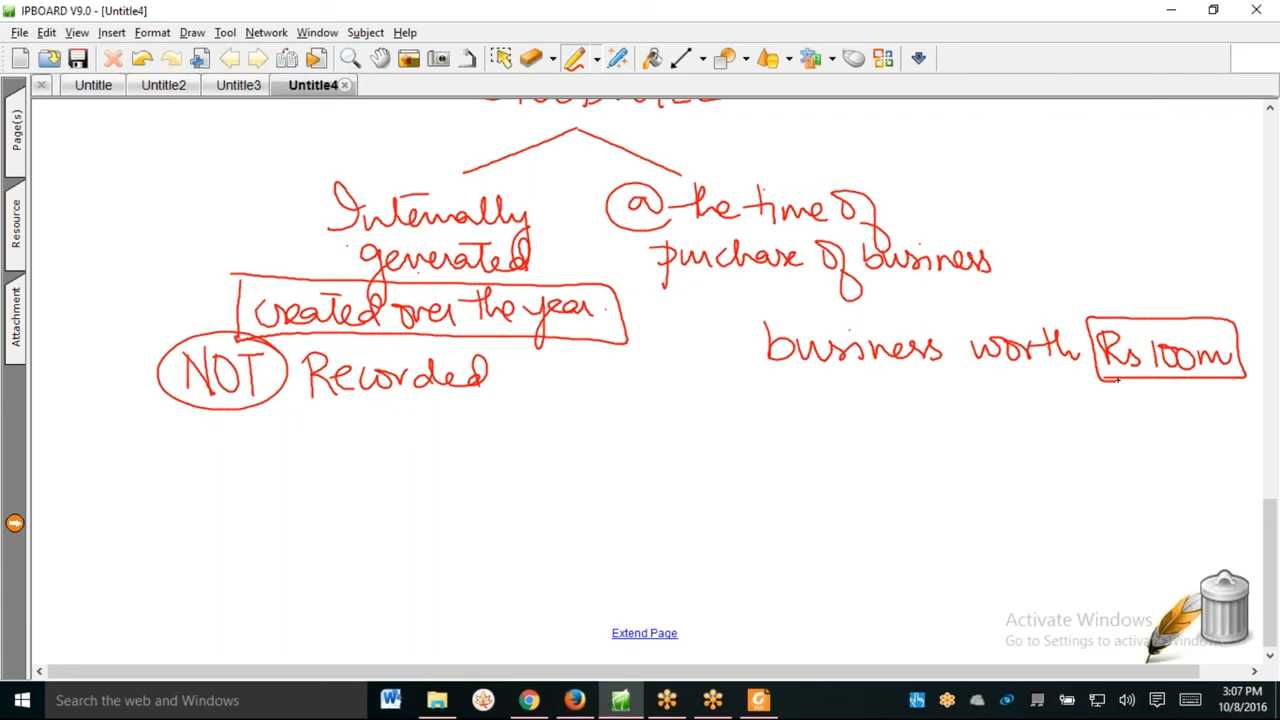 IPBOARD V9.0 - [Untitle4]
File Edit View Insert Format Draw Tool Network Window Subject Help
Untitle Untitle2 Untitle3 Untitle4
Page(s)
Resource
Attachment
Internally
generated
created over the year.
NOT Recorded
@ the time of
purchase of business
business worth Rs 100m
Extend Page
Activate Windows
Go to Settings to activate Windows
Search the web and Windows
3:07 PM
10/8/2016